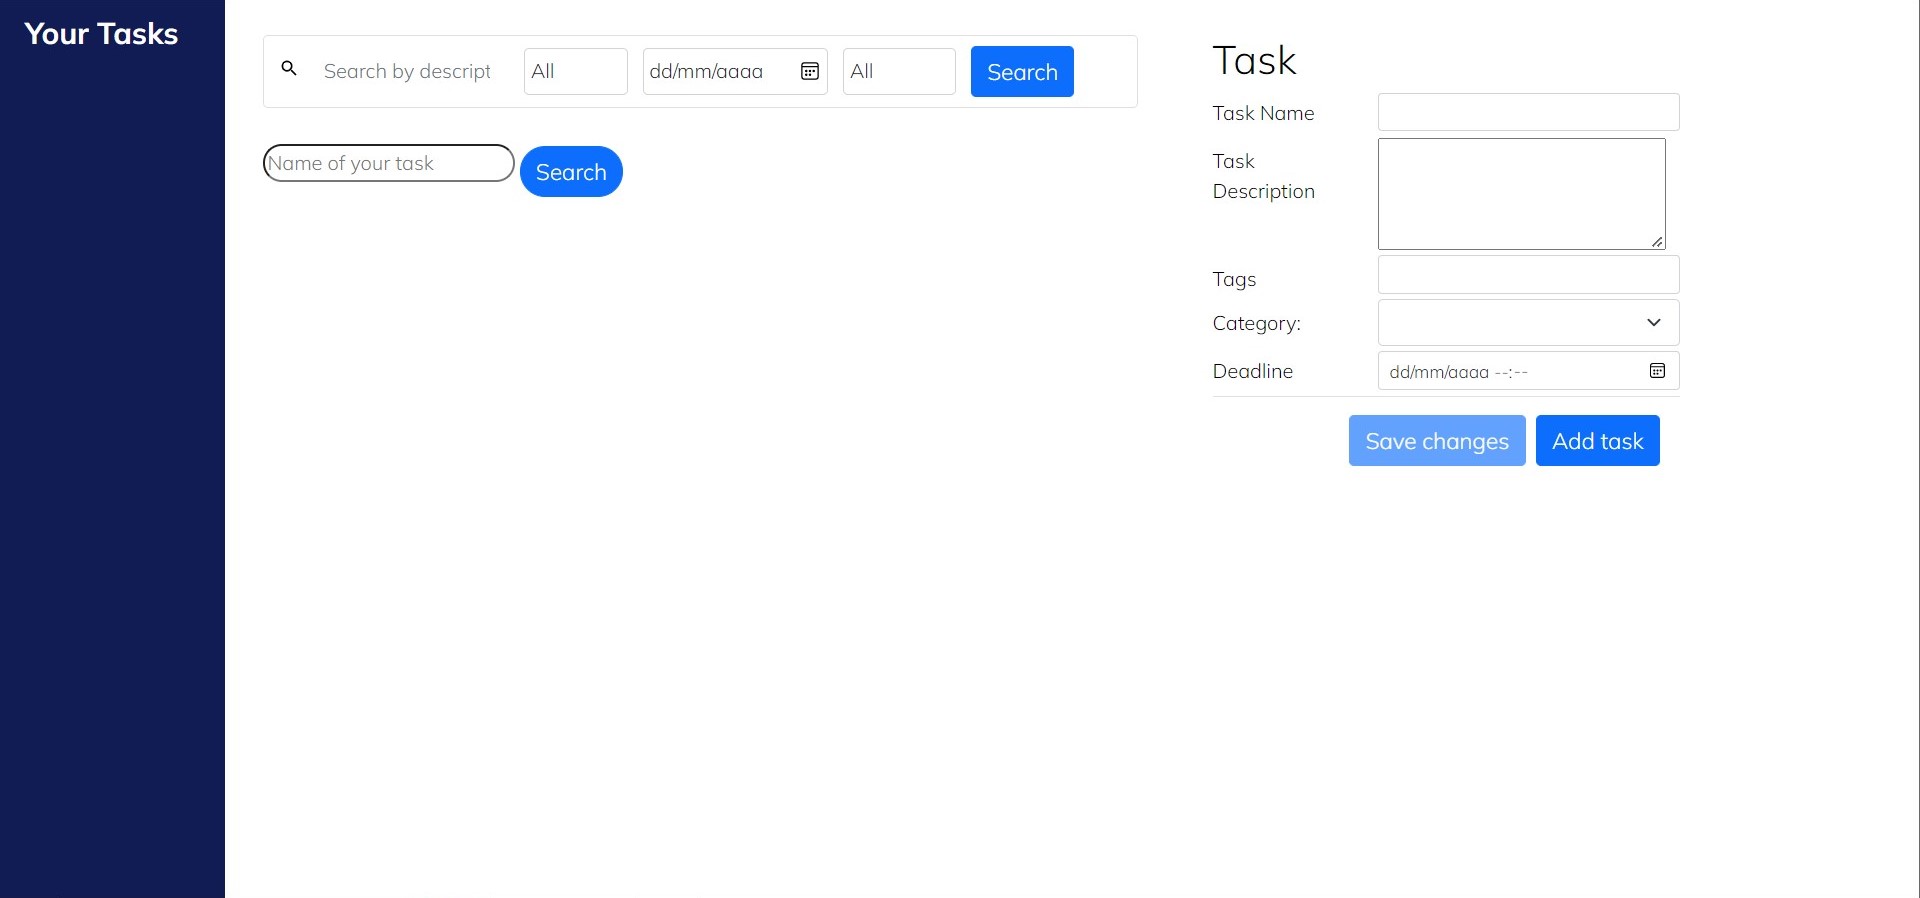 Your Tasks
Search by descript All dd/mm/aaaa All Search
Name of your task Search
Task
Task Name
Task
Description
Tags
Category:
Deadline dd/mm/aaaa --:--
Save changes Add task